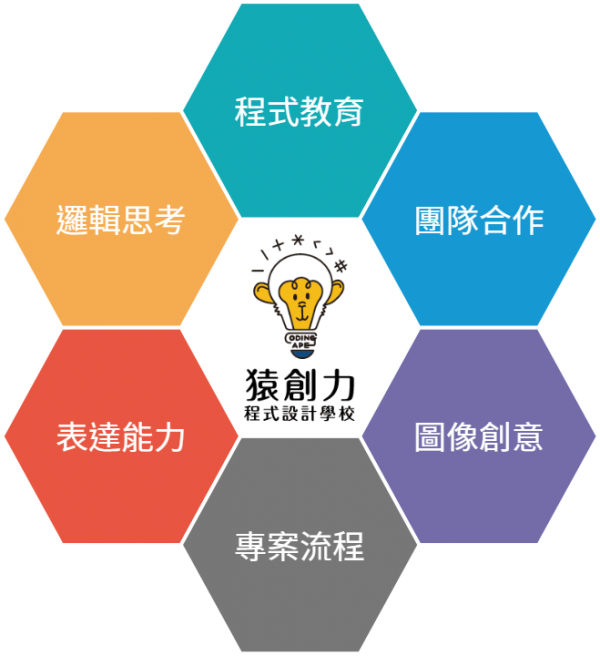 程式教育
邏輯思考
團隊合作
\ / / + * < > #
CODING
APE
猿創力
程式設計學校
表達能力
圖像創意
專案流程